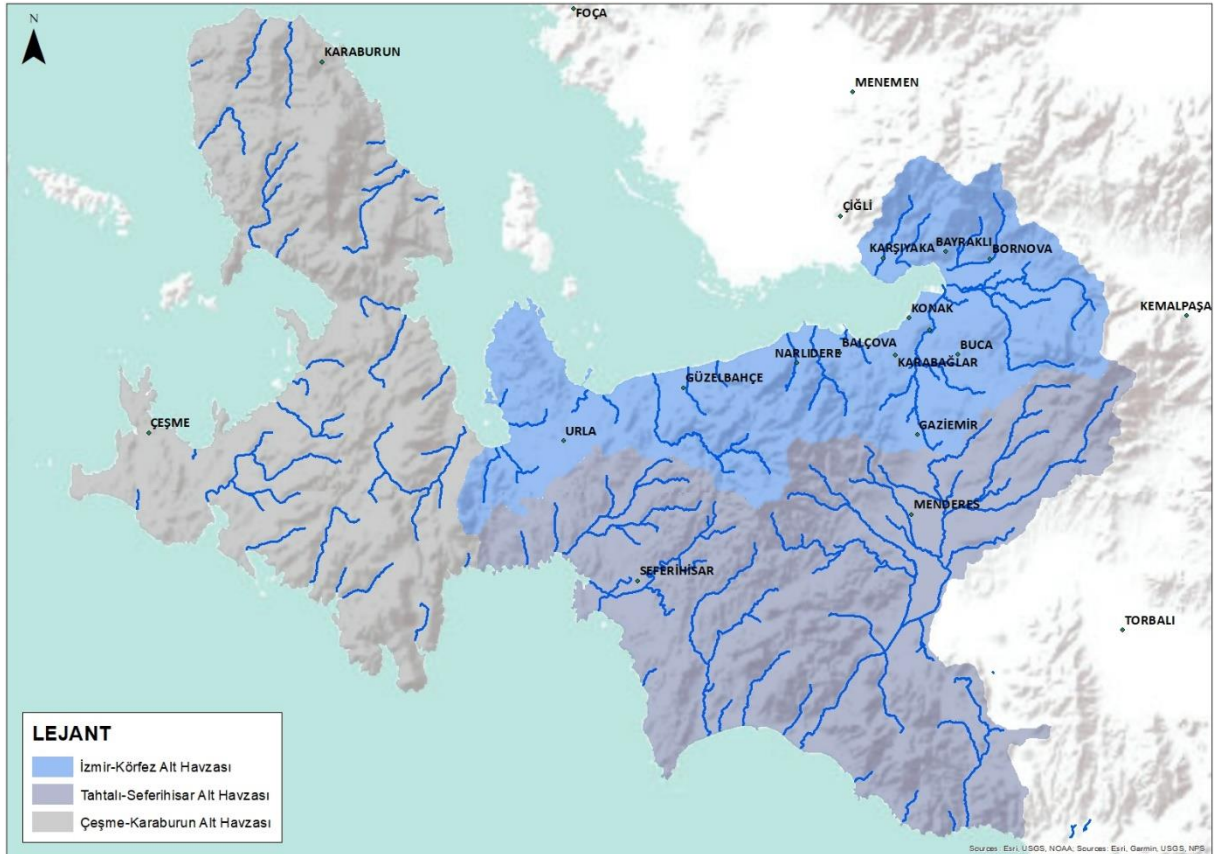 N
FOÇA
KARABURUN
MENEMEN
ÇİĞLİ
KARŞIYAKA
BAYRAKLI
BORNOVA
KONAK
KEMALPAŞA
NARLIDERE
BALÇOVA
KARABAĞLAR
BUCA
GÜZELBAHÇE
ÇEŞME
URLA
GAZİEMİR
MENDERES
SEFERİHİSAR
TORBALI
LEJANT
İzmir-Körfez Alt Havzası
Tahtalı-Seferihisar Alt Havzası
Çeşme-Karaburun Alt Havzası
Sources: Esri, USGS, NOAA, Sources: Esri, Garmin, USGS, NPS